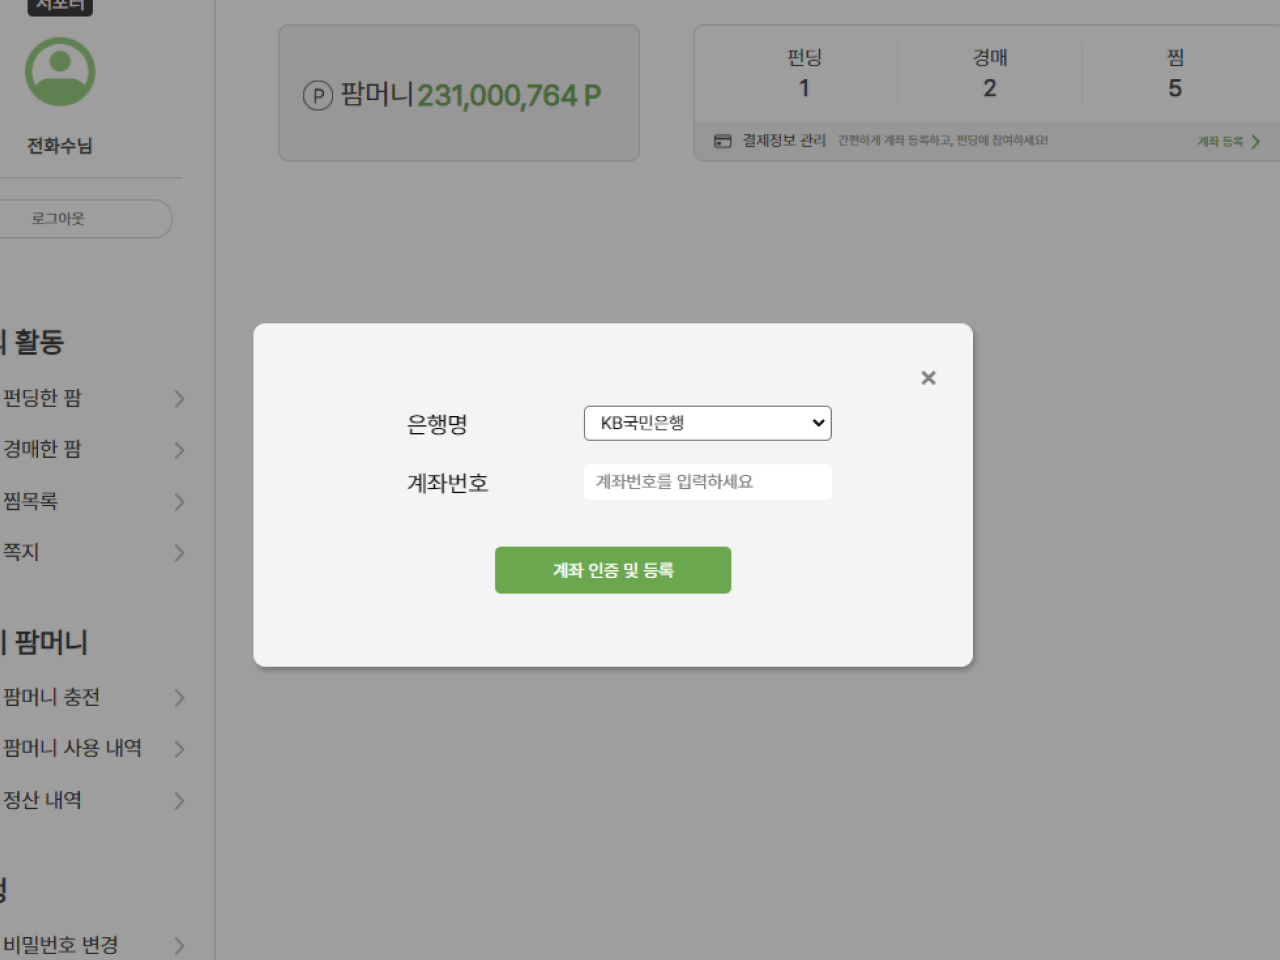 서포터
전화수님
로그아웃
활동
펀딩한 팜
경매한 팜
찜목록
쪽지
팜머니
팜머니 충전
팜머니 사용 내역
정산 내역
비밀번호 변경
P 팜머니 231,000,764 P
펀딩 경매 찜
1 2 5
결제정보 관리 간편하게 계좌 등록하고, 펀딩에 참여하세요! 계좌 등록
×
은행명 KB국민은행
계좌번호 계좌번호를 입력하세요
계좌 인증 및 등록